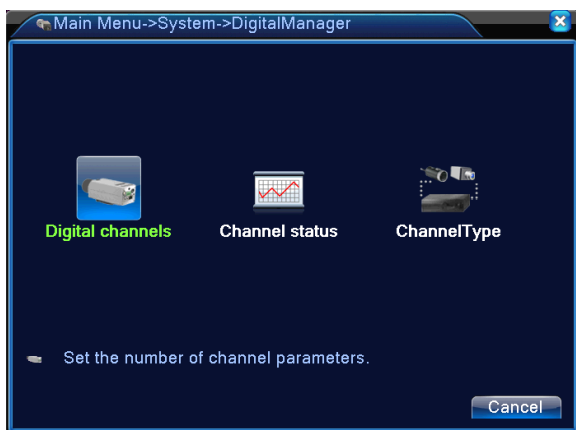 Main Menu->System->DigitalManager
Digital channels Channel status ChannelType
Set the number of channel parameters.
Cancel